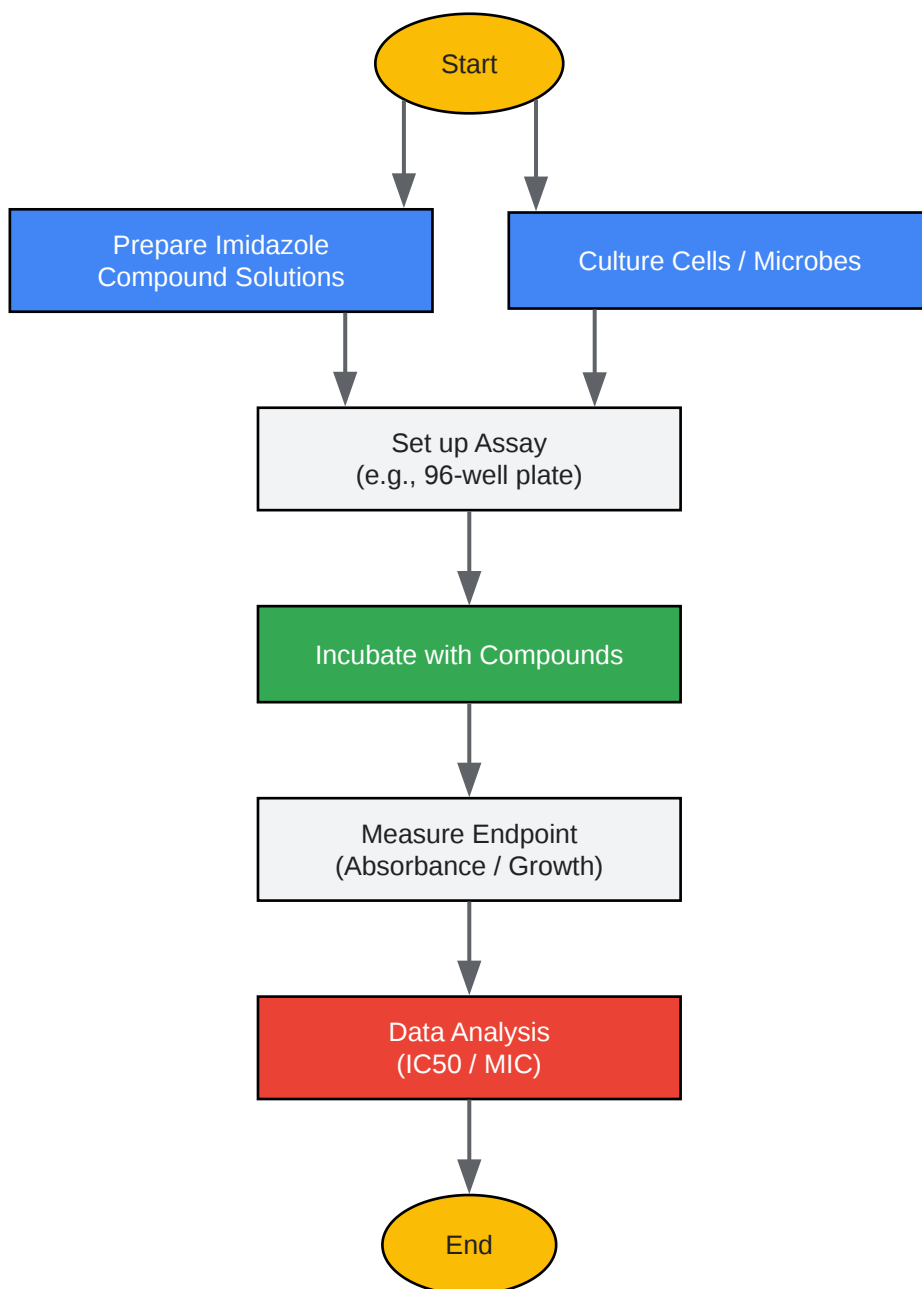 Start
Prepare Imidazole
Compound Solutions
Culture Cells / Microbes
Set up Assay
(e.g., 96-well plate)
Incubate with Compounds
Measure Endpoint
(Absorbance / Growth)
Data Analysis
(IC50 / MIC)
End